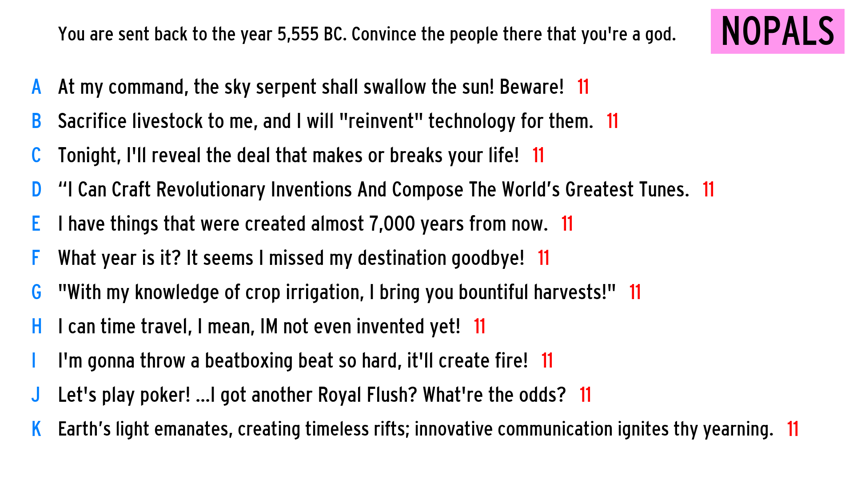 You are sent back to the year 5,555 BC. Convince the people there that you're a god.
NOPALS
A At my command, the sky serpent shall swallow the sun! Beware! 11
B Sacrifice livestock to me, and I will "reinvent" technology for them. 11
C Tonight, I'll reveal the deal that makes or breaks your life! 11
D “I Can Craft Revolutionary Inventions And Compose The World’s Greatest Tunes. 11
E I have things that were created almost 7,000 years from now. 11
F What year is it? It seems I missed my destination goodbye! 11
G "With my knowledge of crop irrigation, I bring you bountiful harvests!" 11
H I can time travel, I mean, IM not even invented yet! 11
I I'm gonna throw a beatboxing beat so hard, it'll create fire! 11
J Let's play poker! ...I got another Royal Flush? What're the odds? 11
K Earth’s light emanates, creating timeless rifts; innovative communication ignites thy yearning. 11